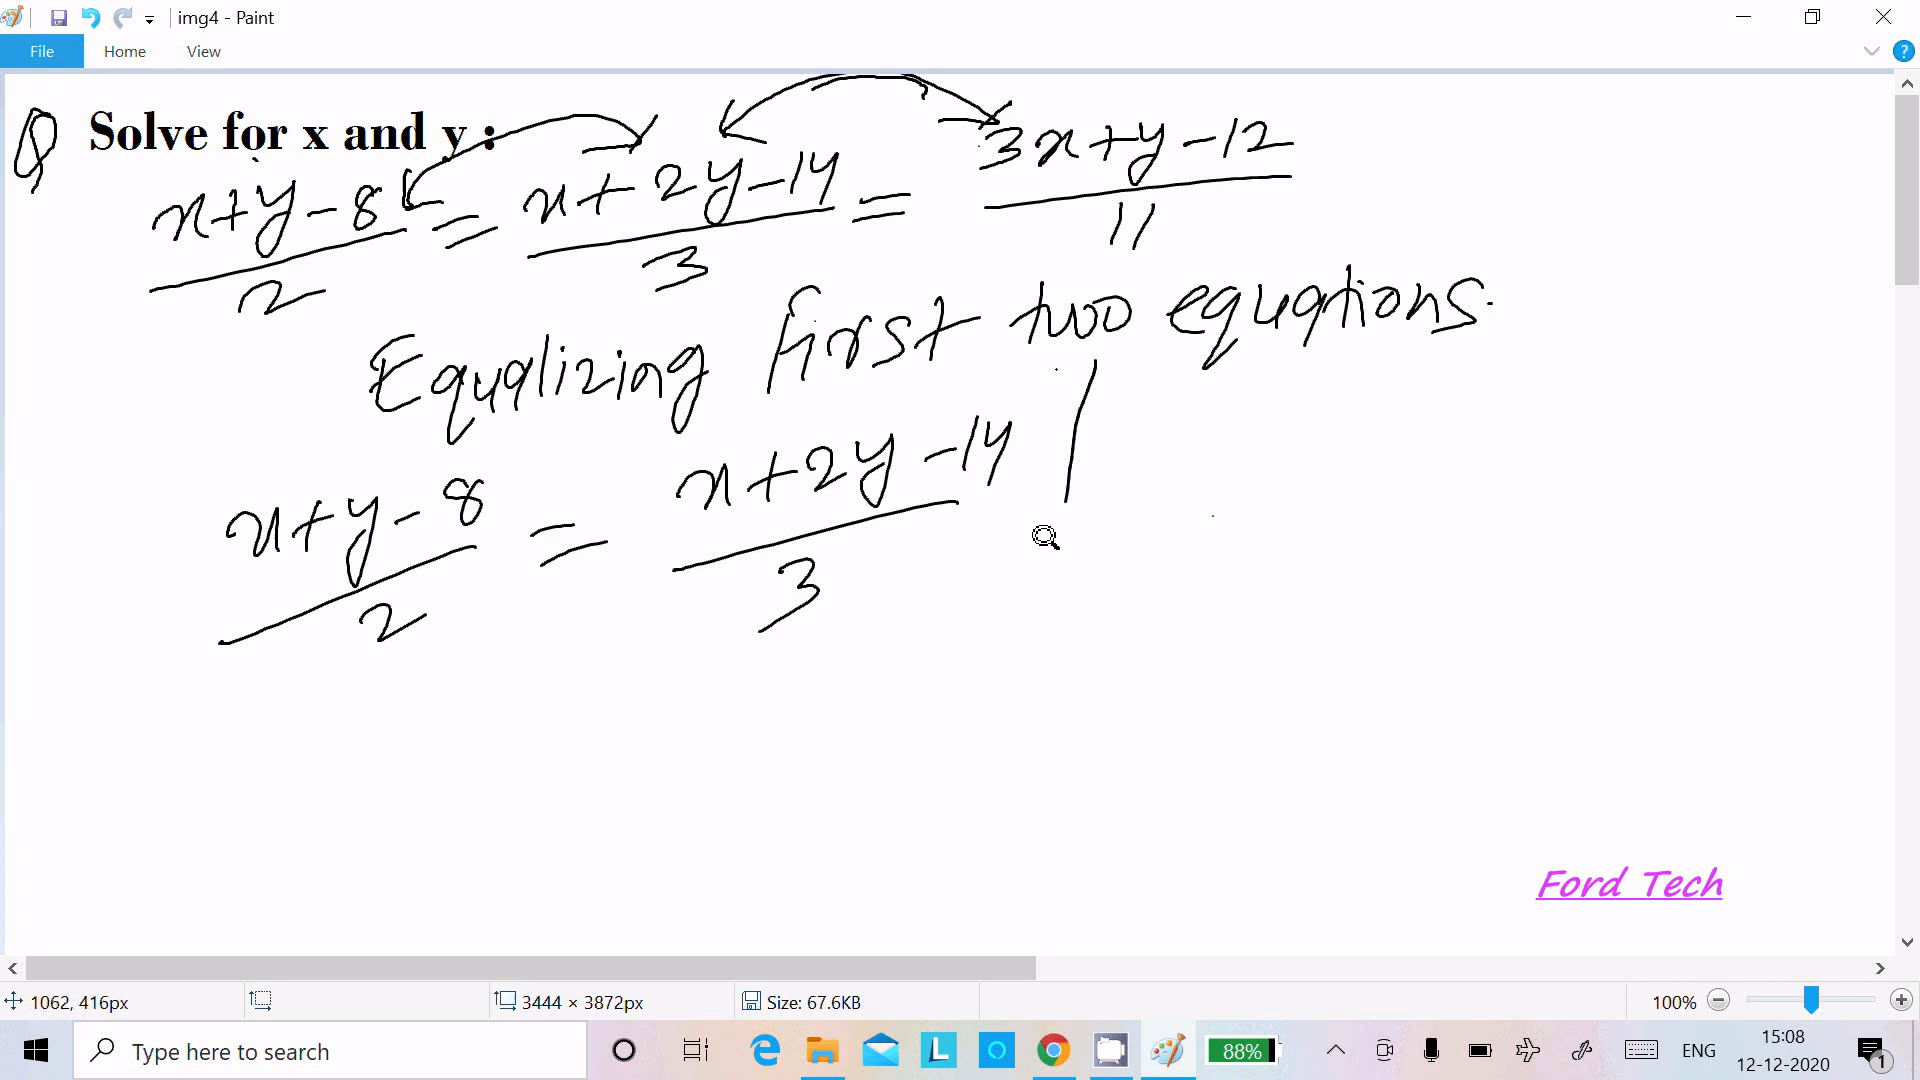 img4 - Paint
File Home View
Q Solve for x and y :
x+y-8/2 = x+2y-14/3 = 3x+y-12/11
Equalizing first two equations.
x+y-8/2 = x+2y-14/3
Ford Tech
1062, 416px 3444 × 3872px Size: 67.6KB 100%
Type here to search 88% ENG 15:08
12-12-2020 1